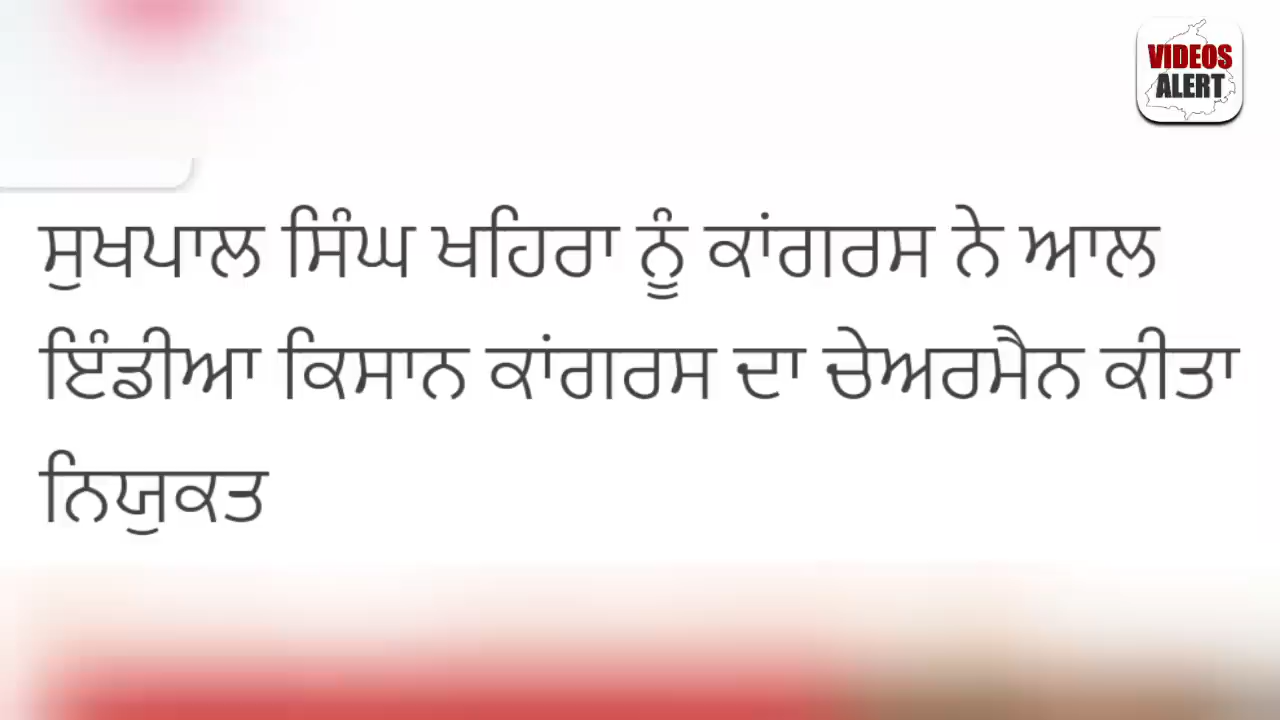 VIDEOS
ALERT
ਸੁਖਪਾਲ ਸਿੰਘ ਖਹਿਰਾ ਨੂੰ ਕਾਂਗਰਸ ਨੇ ਆਲ
ਇੰਡੀਆ ਕਿਸਾਨ ਕਾਂਗਰਸ ਦਾ ਚੇਅਰਮੈਨ ਕੀਤਾ
ਨਿਯੁਕਤ